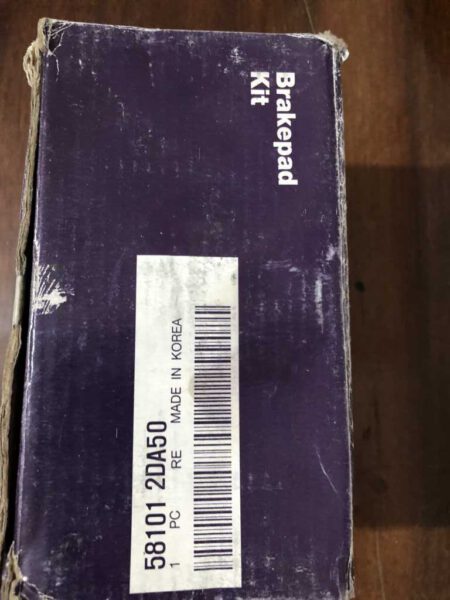 Brakepad
Kit
58101 2DA50
1 PC RE MADE IN KOREA